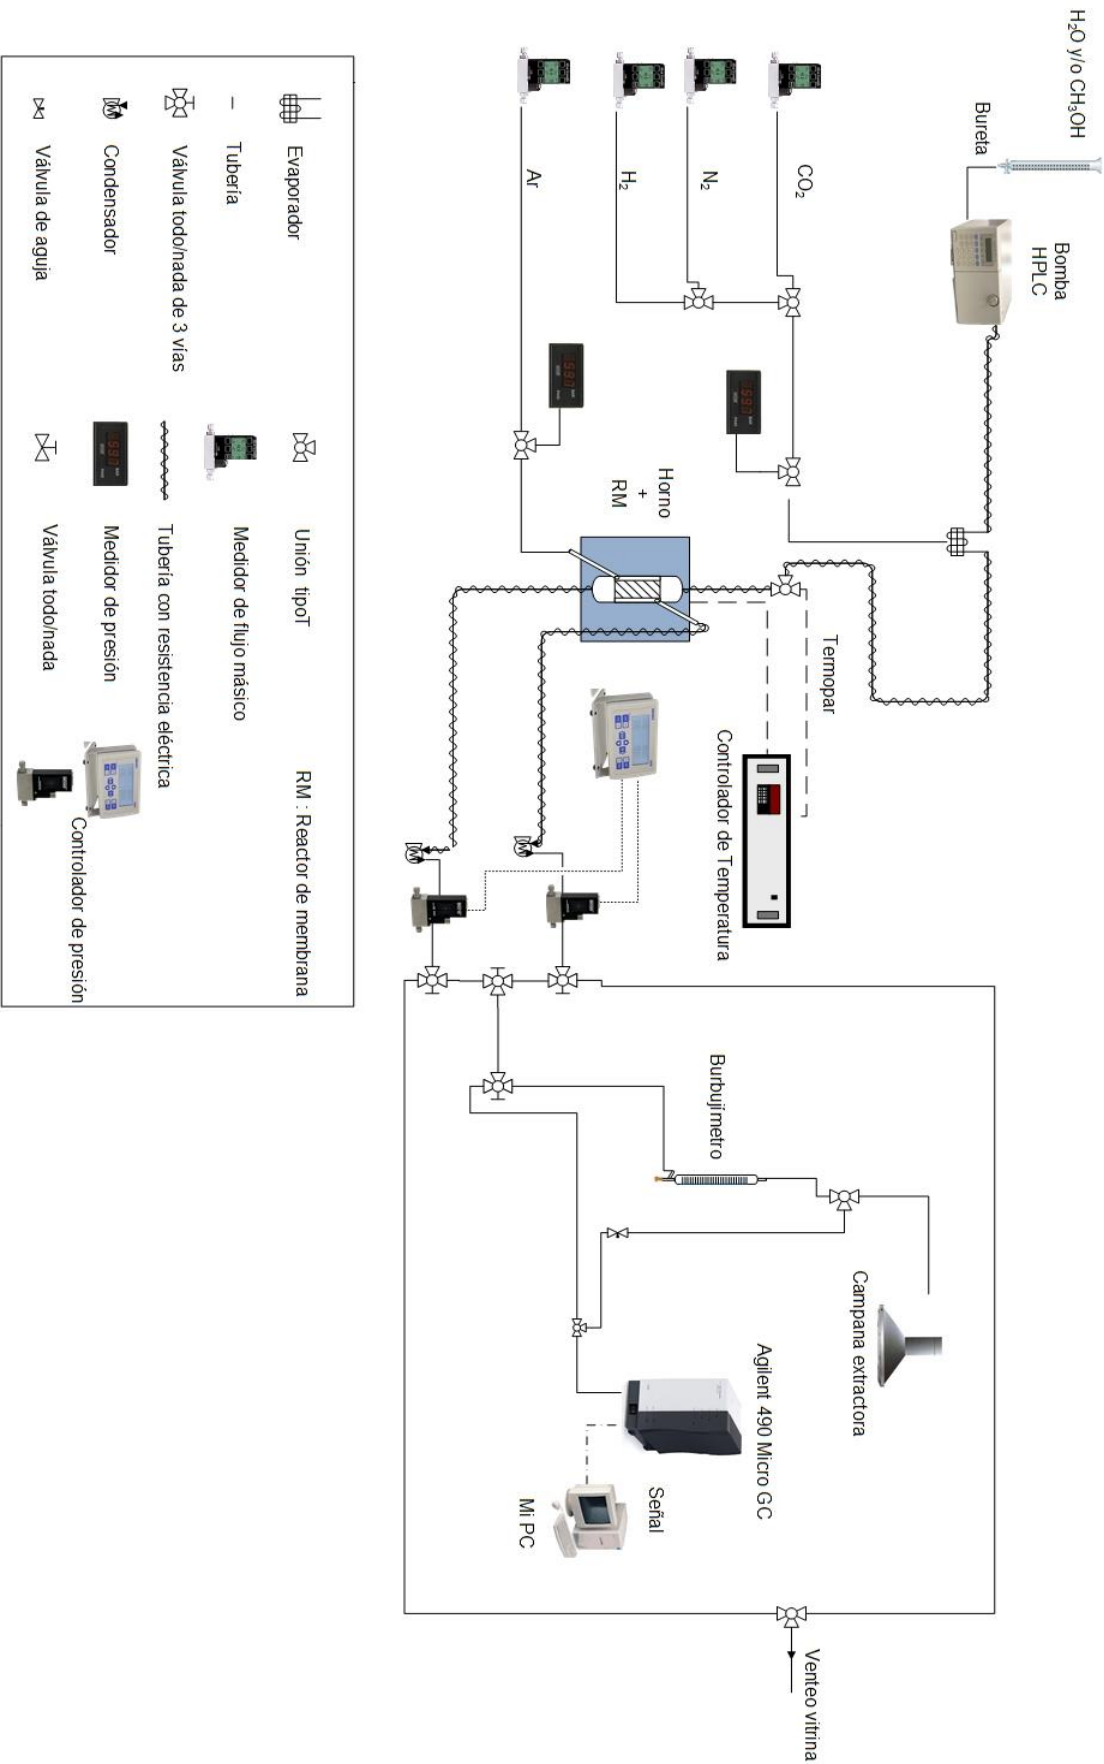 H₂O y/o CH₃OH
Bureta
Bomba
HPLC
CO₂
N₂
H₂
Ar
Horno
+
RM
Termopar
Controlador de Temperatura
Burbujímetro
Campana extractora
Agilent 490 Micro GC
Señal
Mi PC
Venteo vitrina
Evaporador
Unión tipoT
RM : Reactor de membrana
Tubería
Medidor de flujo másico
Válvula todo/nada de 3 vías
Tubería con resistencia eléctrica
Condensador
Medidor de presión
Controlador de presión
Válvula de aguja
Válvula todo/nada